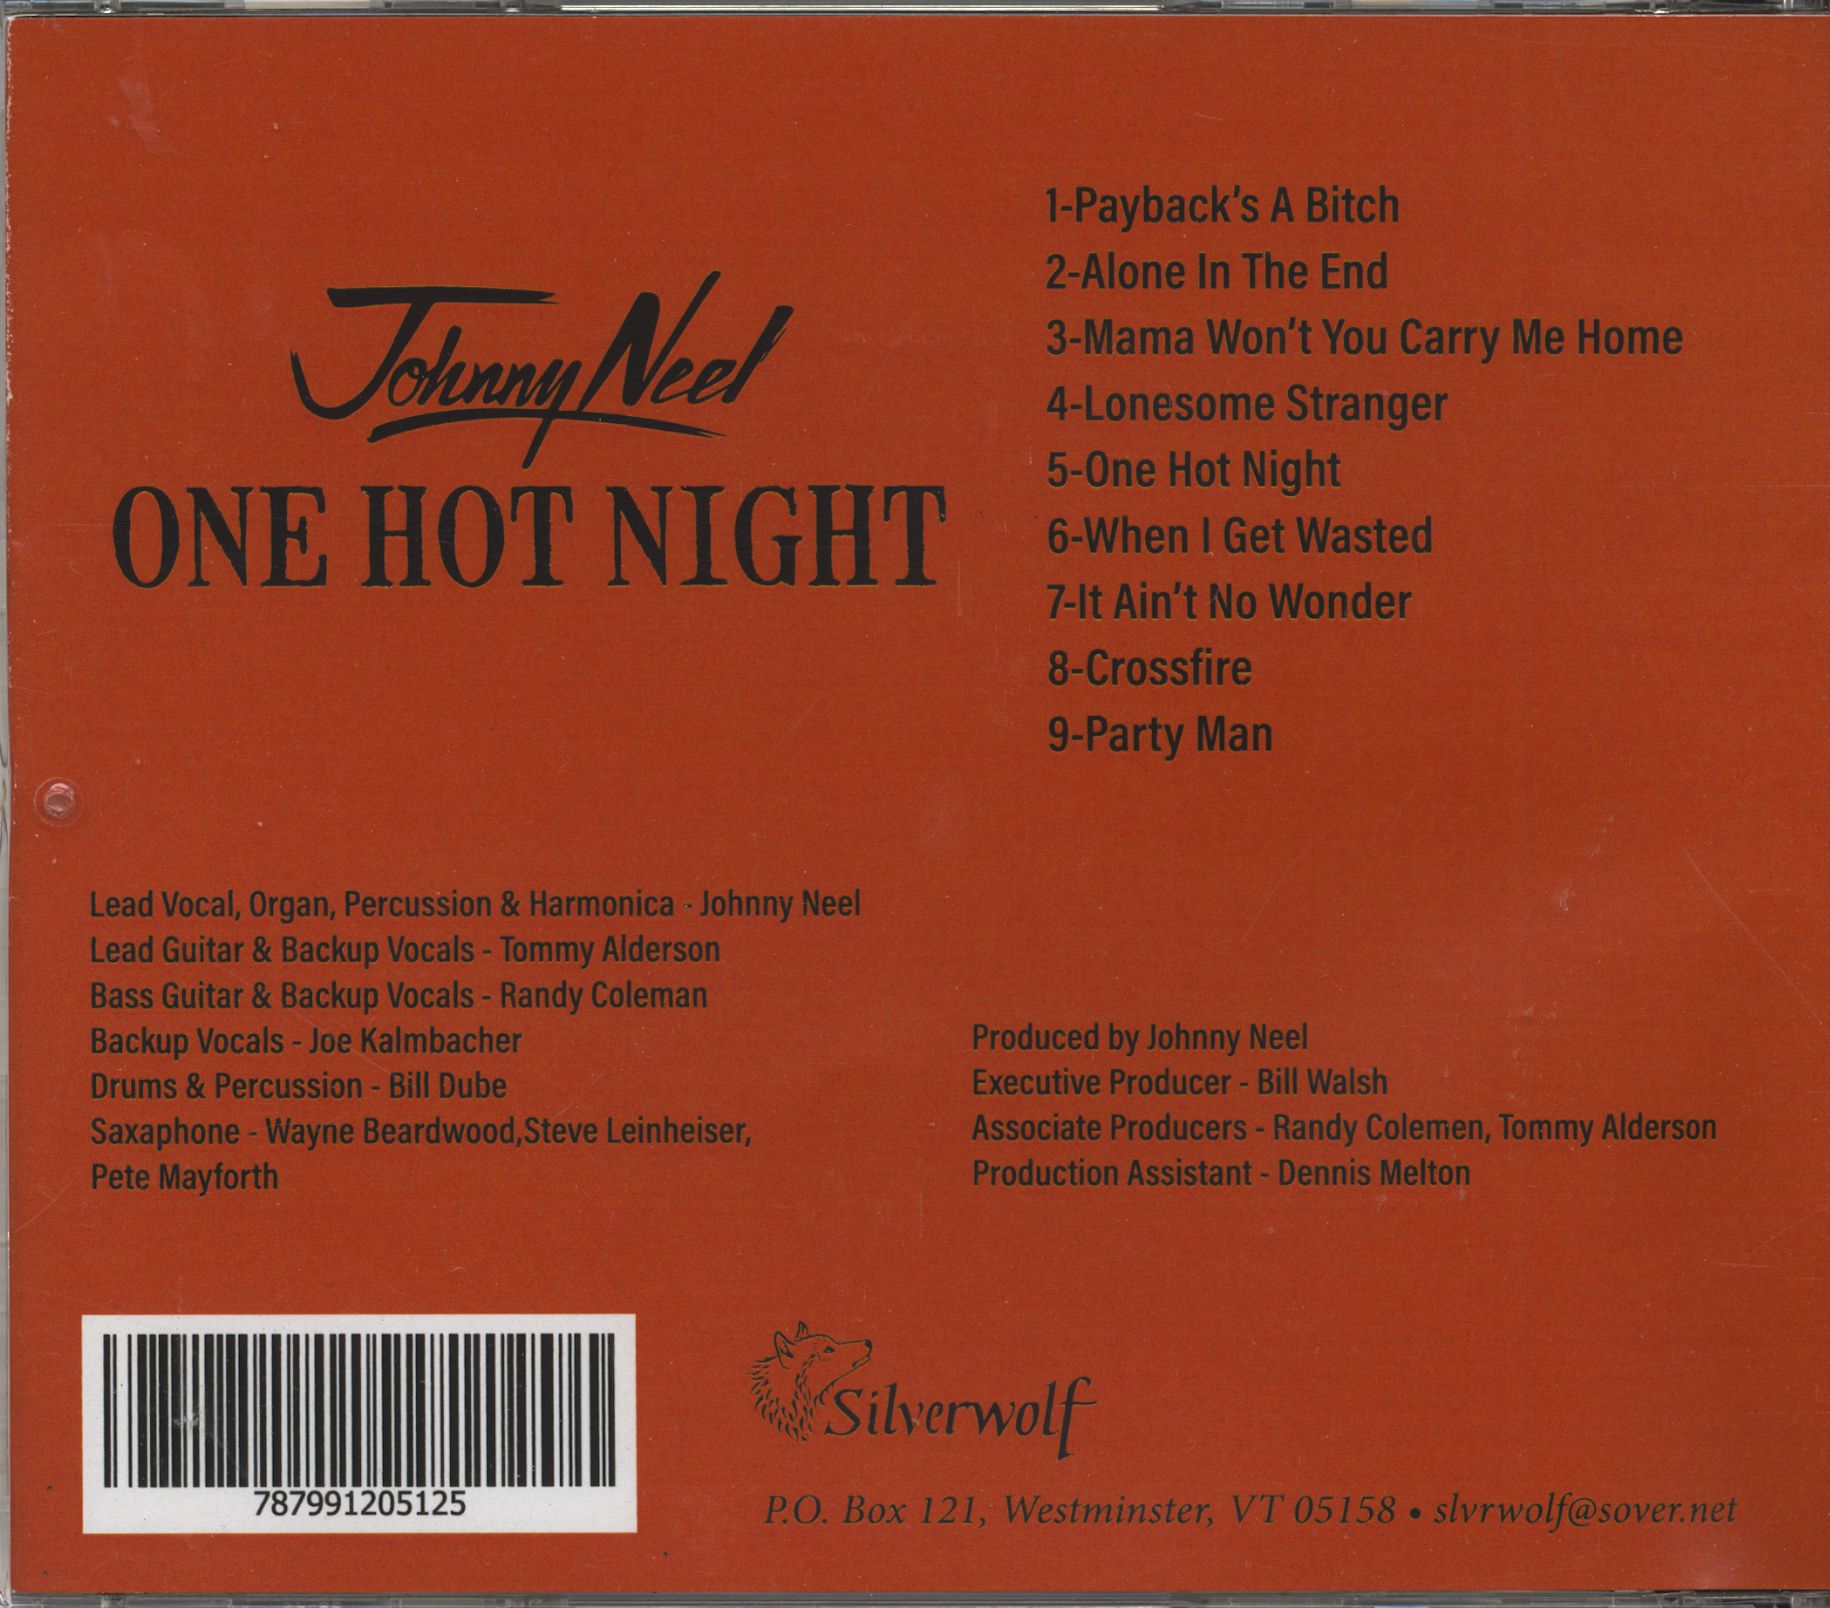 Johnny Neel
ONE HOT NIGHT
1-Payback's A Bitch
2-Alone In The End
3-Mama Won't You Carry Me Home
4-Lonesome Stranger
5-One Hot Night
6-When I Get Wasted
7-It Ain't No Wonder
8-Crossfire
9-Party Man
Lead Vocal, Organ, Percussion & Harmonica - Johnny Neel
Lead Guitar & Backup Vocals - Tommy Alderson
Bass Guitar & Backup Vocals - Randy Coleman
Backup Vocals - Joe Kalmbacher
Drums & Percussion - Bill Dube
Saxaphone - Wayne Beardwood,Steve Leinheiser,
Pete Mayforth
Produced by Johnny Neel
Executive Producer - Bill Walsh
Associate Producers - Randy Colemen, Tommy Alderson
Production Assistant - Dennis Melton
787991205125
Silverwolf
P.O. Box 121, Westminster, VT 05158 • slvrwolf@sover.net